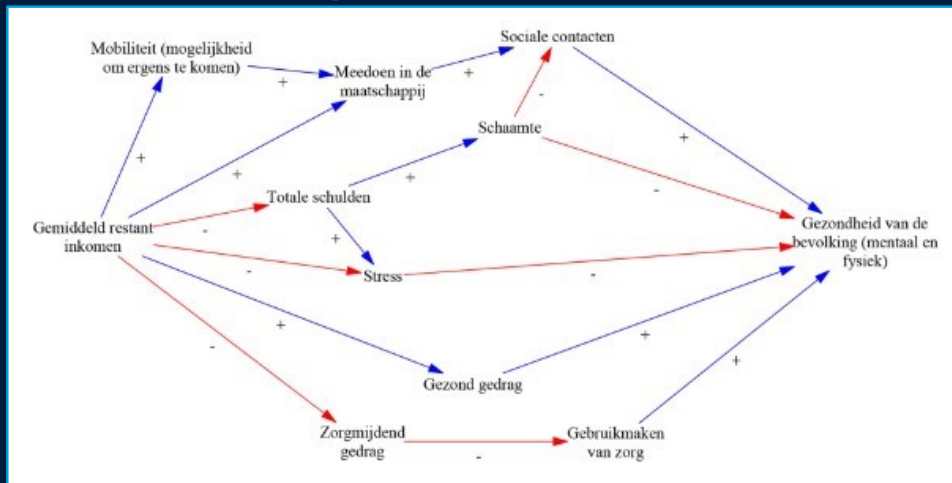 Sociale contacten
Mobiliteit (mogelijkheid
om ergens te komen)
+
Meedoen in de
maatschappij
+
-
Schaamte
+
+
+
-
+
Totale schulden
-
+
Gemiddeld restant
inkomen
Gezondheid van de
bevolking (mentaal en
fysiek)
-
Stress
-
+
+
-
+
Gezond gedrag
Zorgmijdend
gedrag
-
Gebruikmaken
van zorg